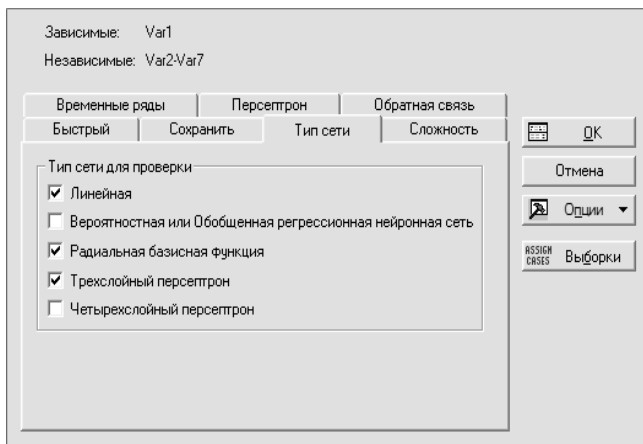 Зависимые: Var1
Независимые: Var2-Var7
Временные ряды Персептрон Обратная связь
Быстрый Сохранить Тип сети Сложность
Тип сети для проверки
Линейная
Вероятностная или Обобщенная регрессионная нейронная сеть
Радиальная базисная функция
Трехслойный персептрон
Четырехслойный персептрон
OK
Отмена
Опции
ASSIGN CASES Выборки